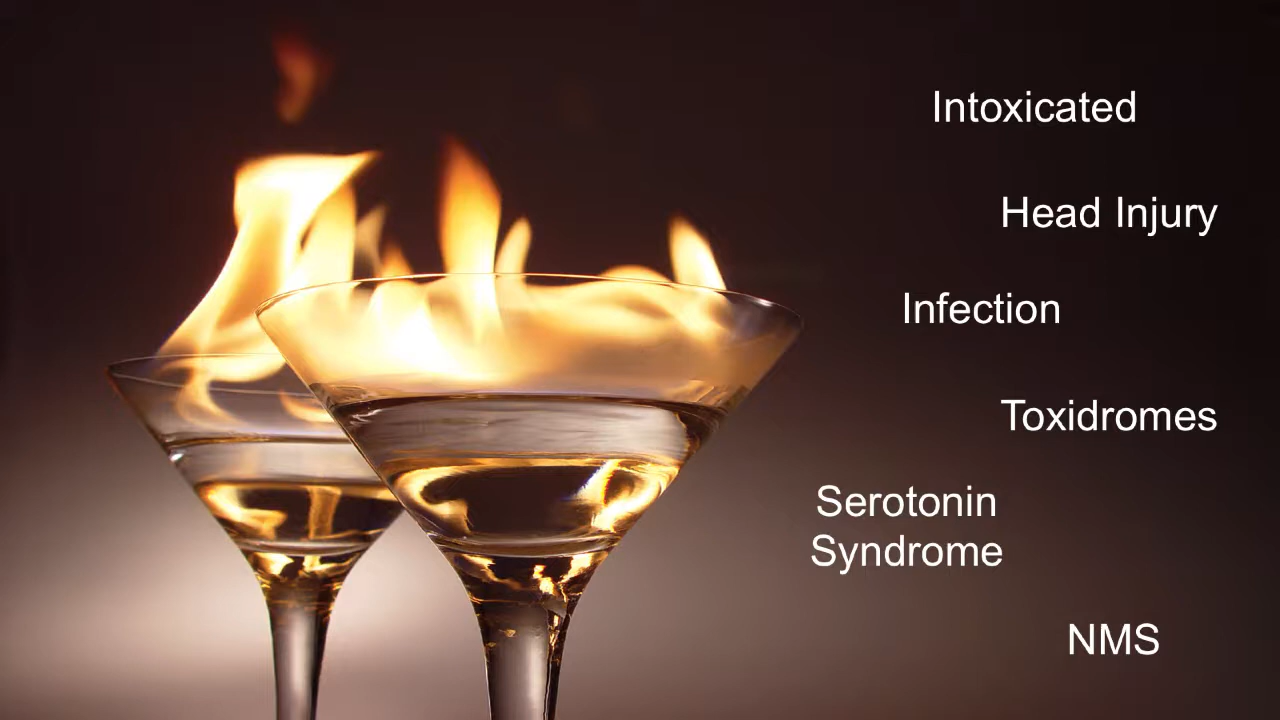 Intoxicated
Head Injury
Infection
Toxidromes
Serotonin
Syndrome
NMS